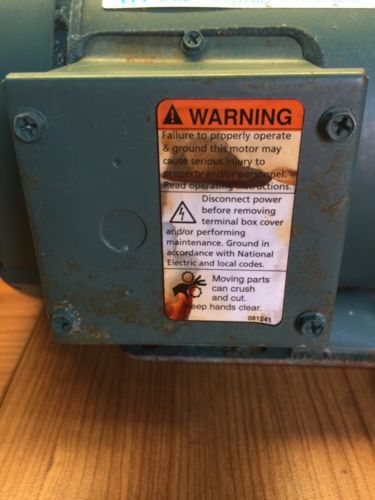 WARNING
Failure to properly operate
& ground this motor may
cause serious injury to
property and/or personnel.
Read operating instructions.
Disconnect power
before removing
terminal box cover
and/or performing
maintenance. Ground in
accordance with National
Electric and local codes.
Moving parts
can crush
and cut.
Keep hands clear.
081241